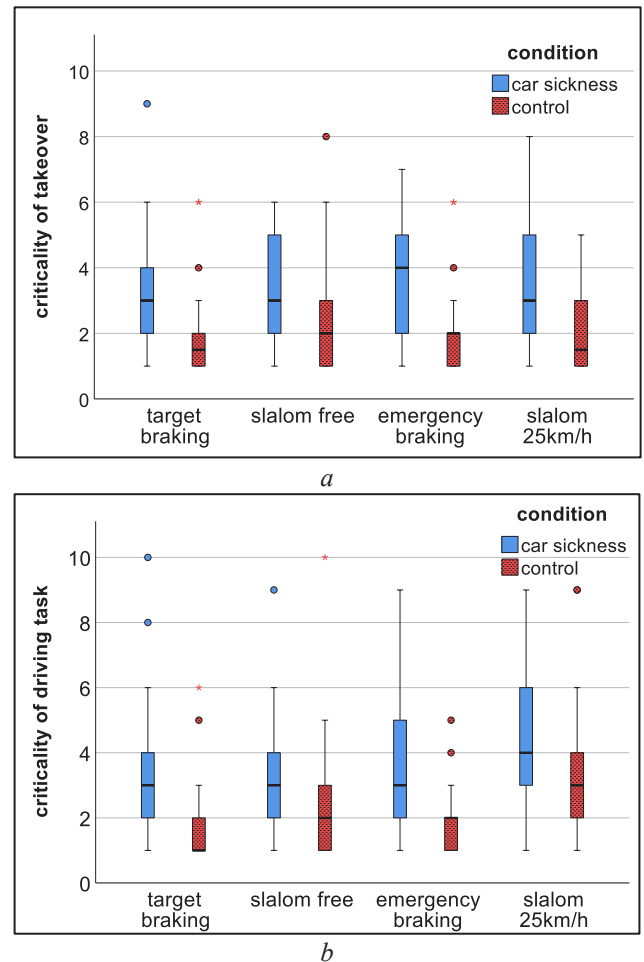 condition
car sickness
control
criticality of takeover
10
8
6
4
2
0
target
braking
slalom free
emergency
braking
slalom
25km/h
a
condition
car sickness
control
criticality of driving task
10
8
6
4
2
0
target
braking
slalom free
emergency
braking
slalom
25km/h
b